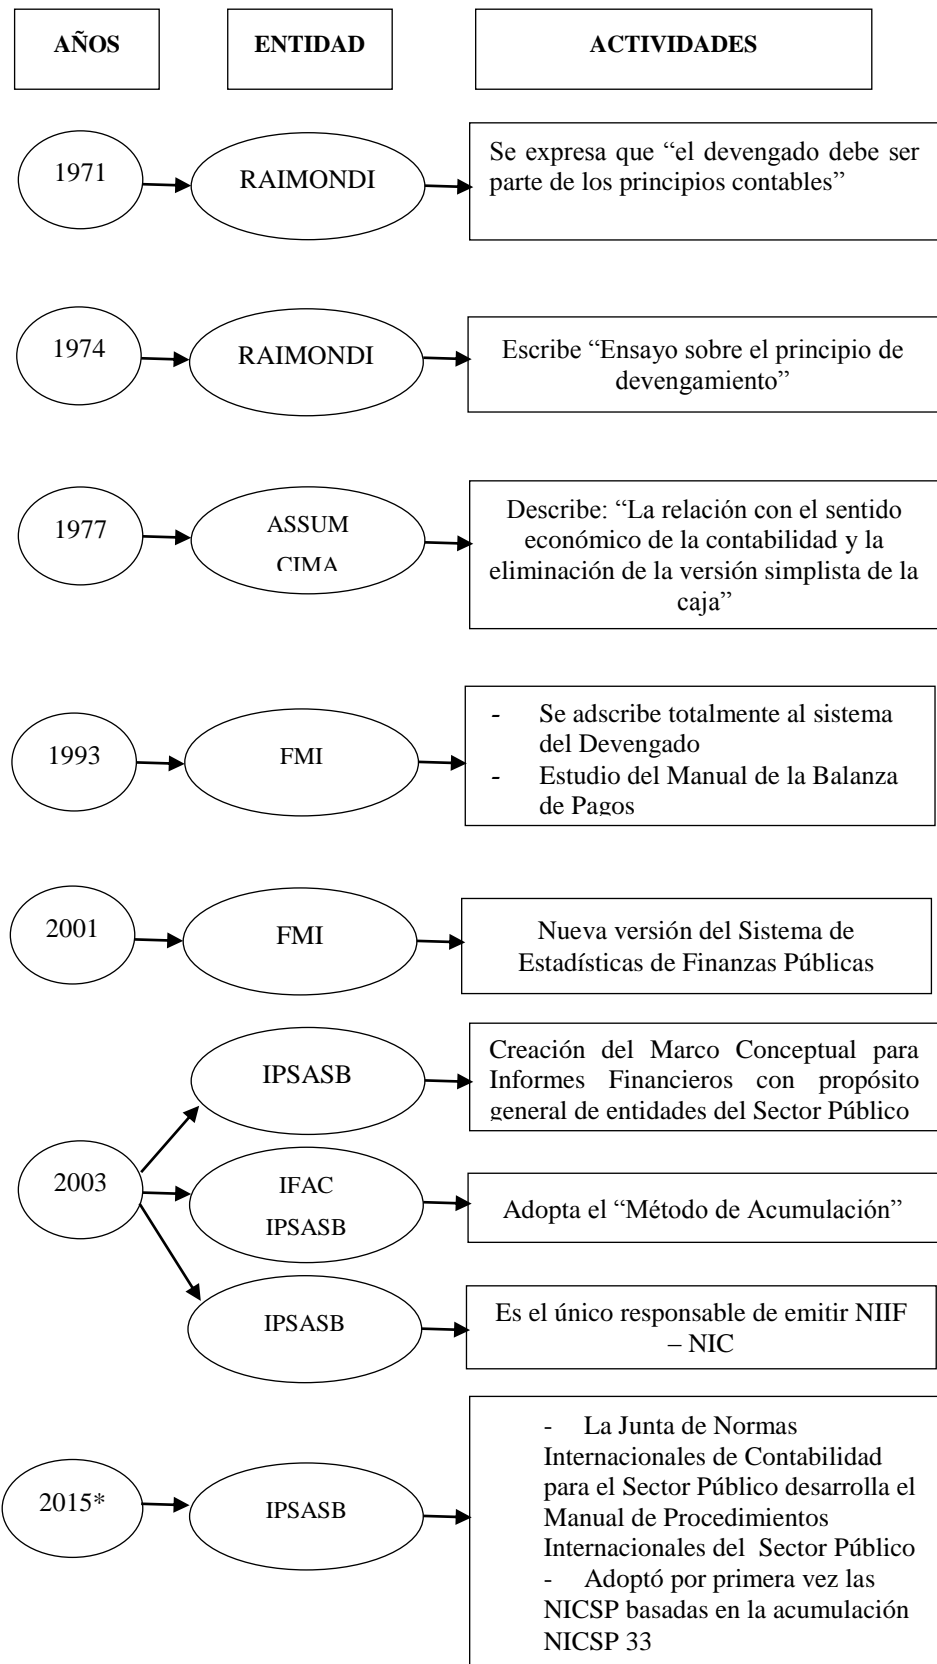 AÑOS
ENTIDAD
ACTIVIDADES
1971
RAIMONDI
Se expresa que “el devengado debe ser
parte de los principios contables”
1974
RAIMONDI
Escribe “Ensayo sobre el principio de
devengamiento”
1977
ASSUM
CIMA
Describe: “La relación con el sentido
económico de la contabilidad y la
eliminación de la versión simplista de la
caja”
1993
FMI
- Se adscribe totalmente al sistema
del Devengado
- Estudio del Manual de la Balanza
de Pagos
2001
FMI
Nueva versión del Sistema de
Estadísticas de Finanzas Públicas
2003
IPSASB
Creación del Marco Conceptual para
Informes Financieros con propósito
general de entidades del Sector Público
IFAC
IPSASB
Adopta el “Método de Acumulación”
IPSASB
Es el único responsable de emitir NIIF
– NIC
2015*
IPSASB
- La Junta de Normas
Internacionales de Contabilidad
para el Sector Público desarrolla el
Manual de Procedimientos
Internacionales del Sector Público
- Adoptó por primera vez las
NICSP basadas en la acumulación
NICSP 33